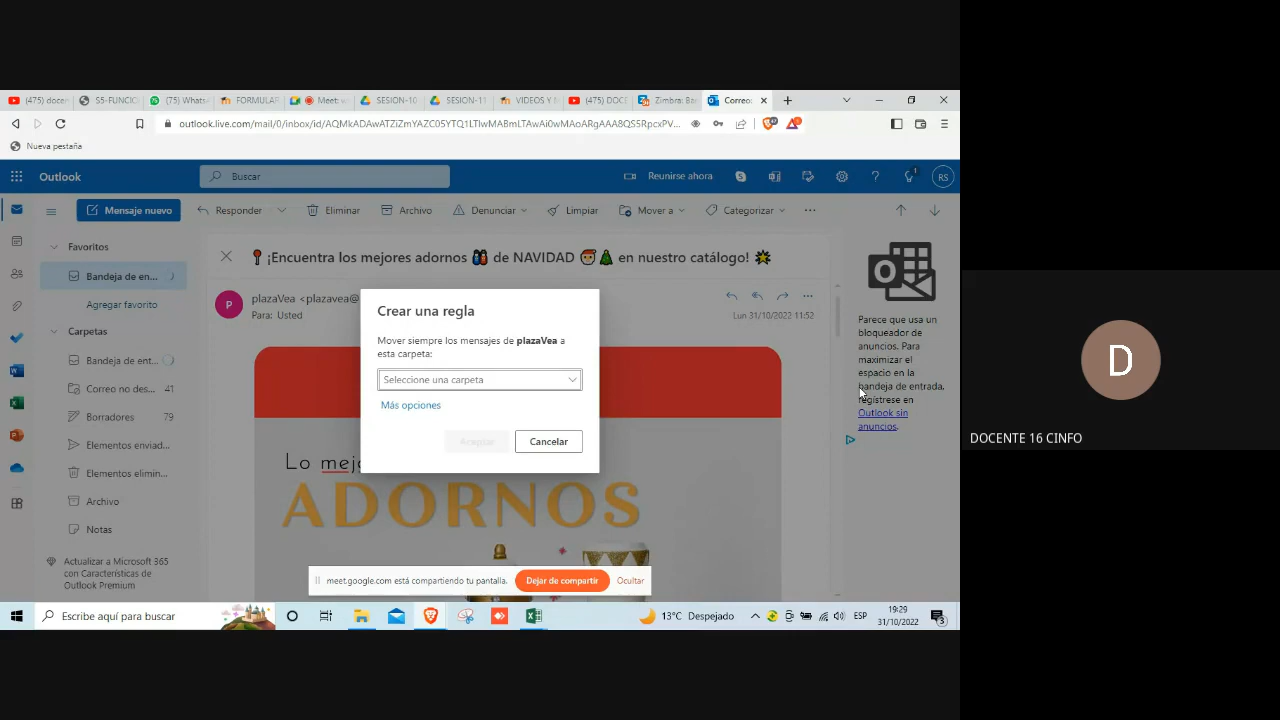 (475) docen
S5-FUNCIO
(75) Whats
FORMULAR
Meet: v
SESION-10
SESION-11
VIDEOS Y
(475) DOCE
Zimbra: Ba
Correo:
outlook.live.com/mail/0/inbox/id/AQMkADAwATZiZmYAZC05YTQ1LTIwMABmLTAwAi0wMAoARgAAA8QS5RpcxPV...
Nueva pestaña
Outlook
Buscar
Reunirse ahora
RS
Mensaje nuevo
Responder
Eliminar
Archivo
Denunciar
Limpiar
Mover a
Categorizar
Favoritos
Bandeja de en...
Agregar favorito
Carpetas
Bandeja de ent...
Correo no des... 41
Borradores 79
Elementos enviad...
Elementos elimin...
Archivo
Notas
Actualizar a Microsoft 365
con Características de
Outlook Premium
¡Encuentra los mejores adornos de NAVIDAD en nuestro catálogo!
P
plazaVea <plazavea@
Para: Usted
Lun 31/10/2022 11:52
Crear una regla
Mover siempre los mensajes de plazaVea a
esta carpeta:
Seleccione una carpeta
Más opciones
Aceptar
Cancelar
Lo mejo
ADORNOS
Parece que usa un
bloqueador de
anuncios. Para
maximizar el
espacio en la
bandeja de entrada,
regístrese en
Outlook sin
anuncios.
meet.google.com está compartiendo tu pantalla.
Dejar de compartir
Ocultar
Escribe aquí para buscar
13°C Despejado
ESP
19:29
31/10/2022
3
D
DOCENTE 16 CINFO